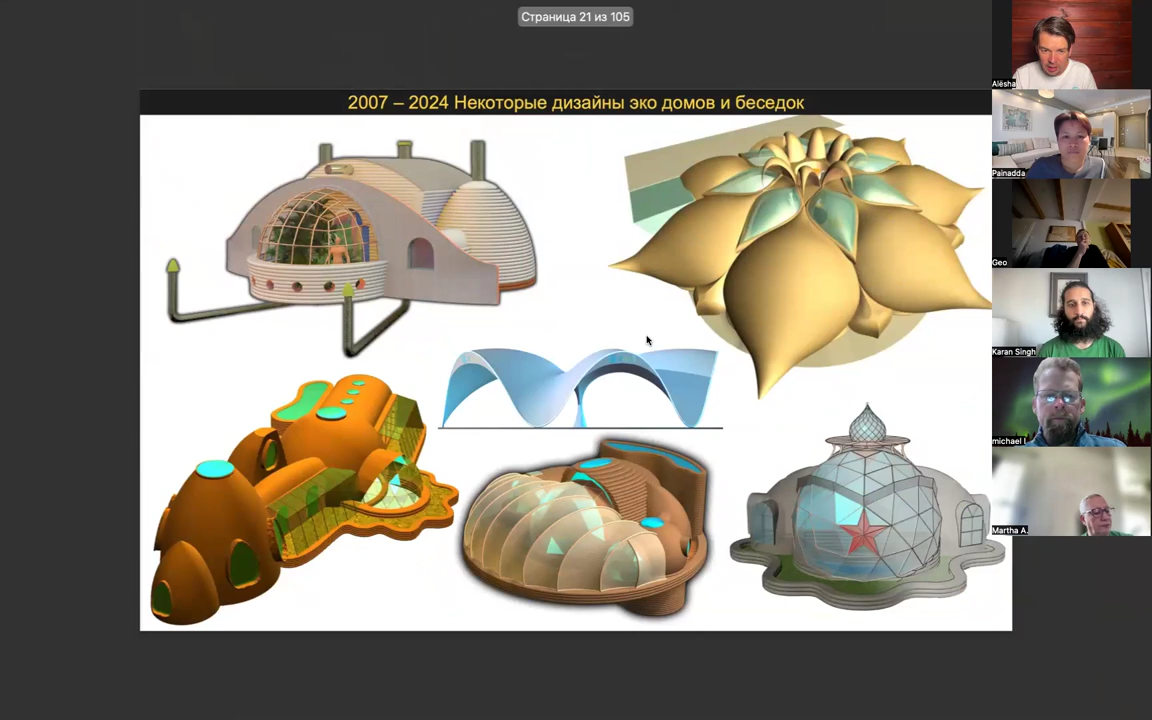 Страница 21 из 105
2007 – 2024 Некоторые дизайны эко домов и беседок
Alësha
Painadda
Geo
Karan Singh
michael l
Martha A.